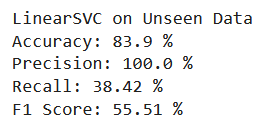 LinearSVC on Unseen Data
Accuracy: 83.9 %
Precision: 100.0 %
Recall: 38.42 %
F1 Score: 55.51 %